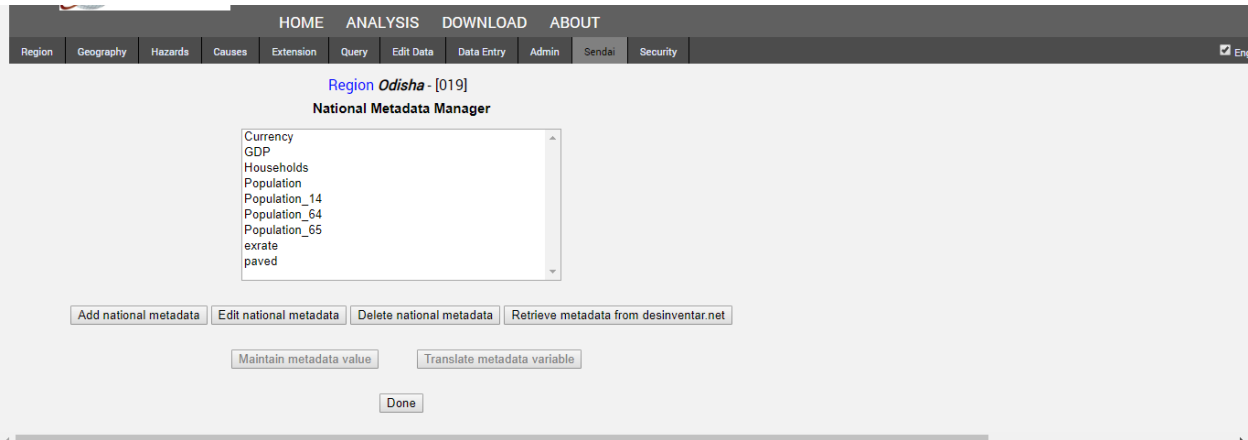 HOME ANALYSIS DOWNLOAD ABOUT
Region Geography Hazards Causes Extension Query Edit Data Data Entry Admin Sendai Security Eng
Region Odisha - [019]
National Metadata Manager
Currency
GDP
Households
Population
Population_14
Population_64
Population_65
exrate
paved
Add national metadata Edit national metadata Delete national metadata Retrieve metadata from desinventar.net
Maintain metadata value Translate metadata variable
Done